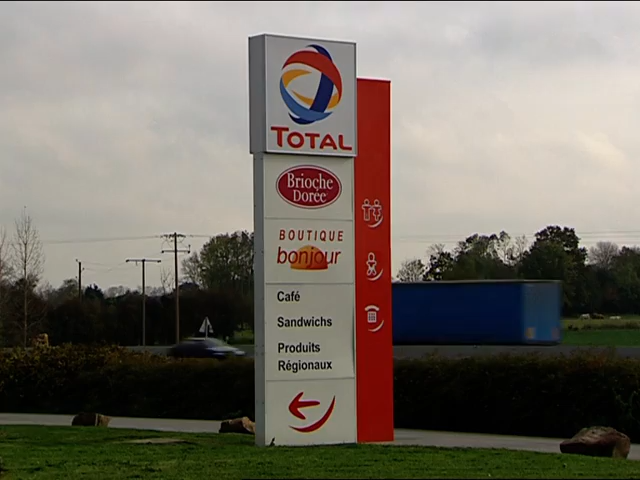 TOTAL
Brioche
Dorée
BOUTIQUE
bonjour
Café
Sandwichs
Produits
Régionaux